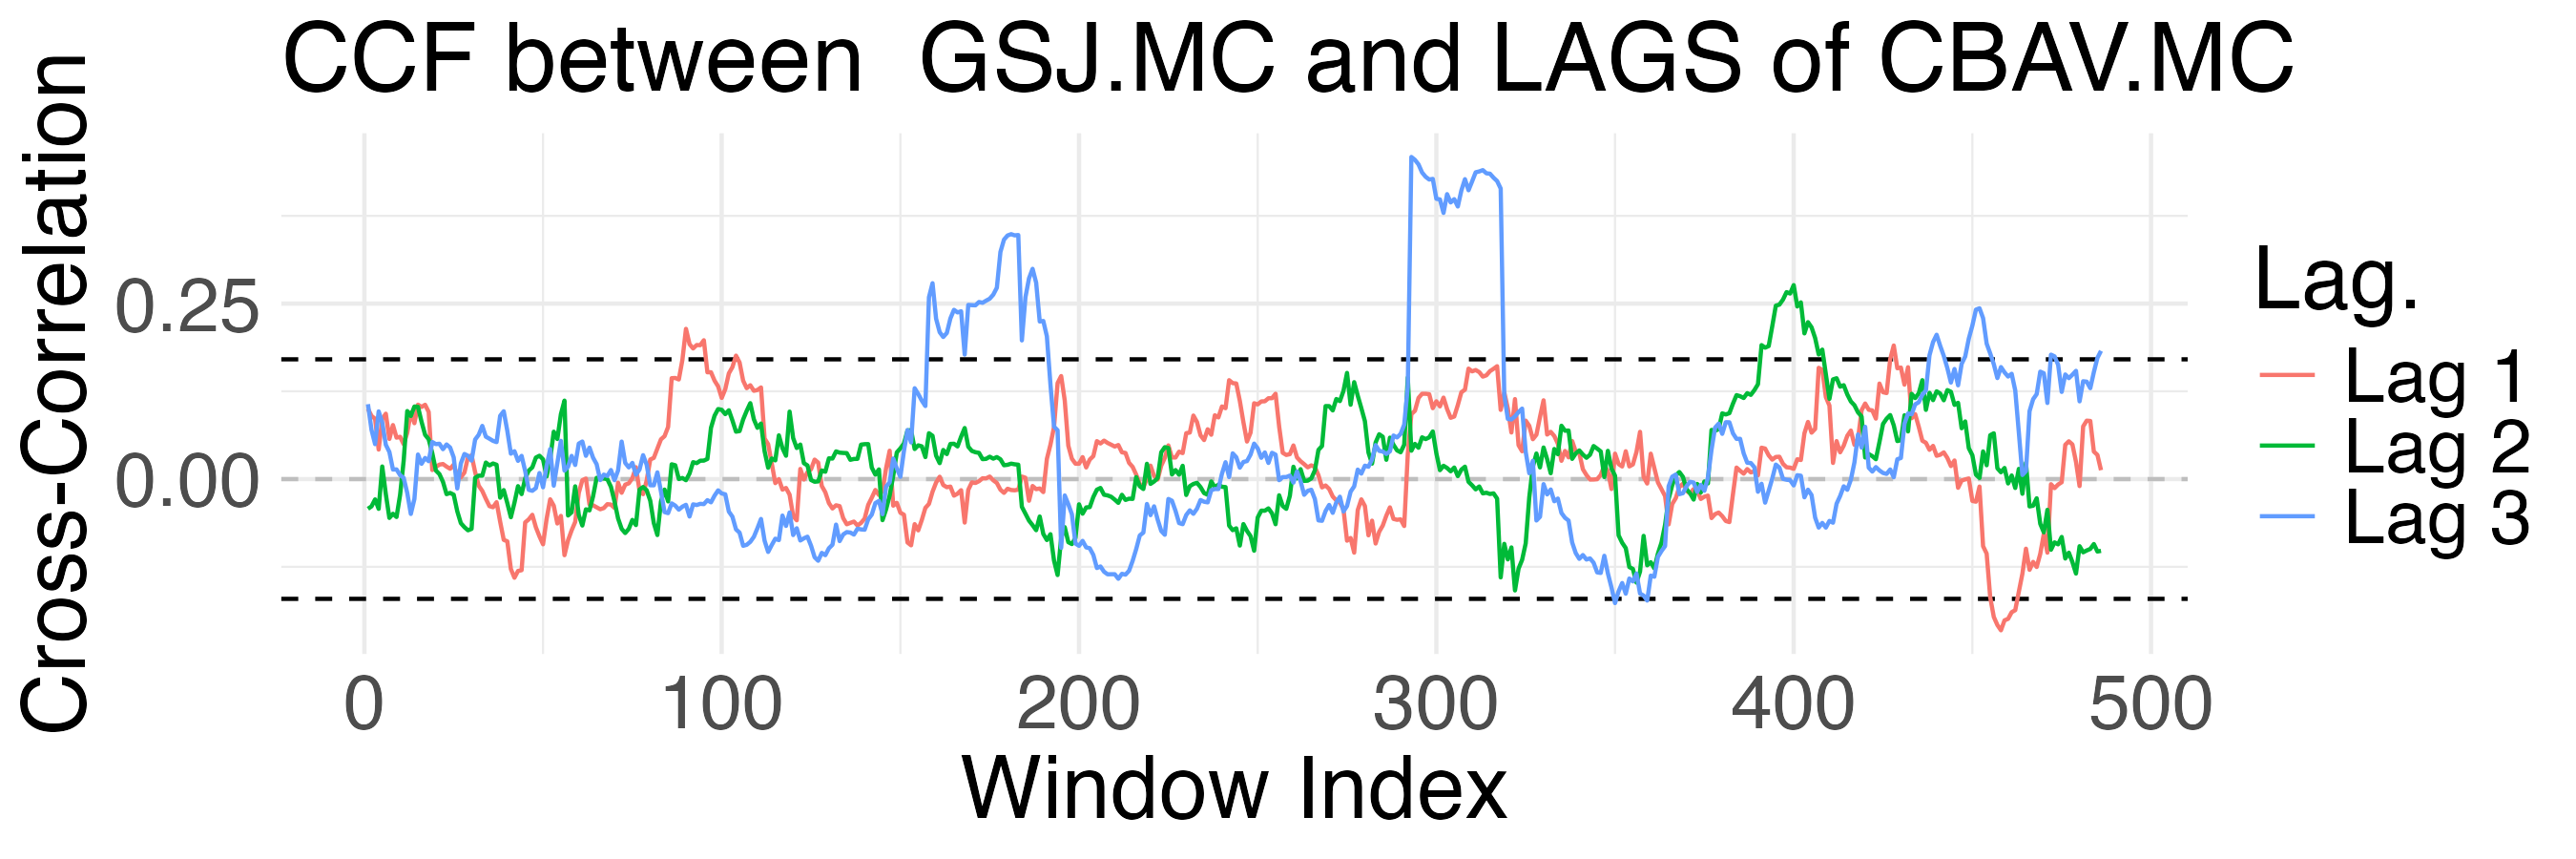 CCF between  GSJ.MC and LAGS of CBAV.MC
Cross-Correlation
0.25
0.00
0 100 200 300 400 500
Window Index
Lag.
Lag 1
Lag 2
Lag 3